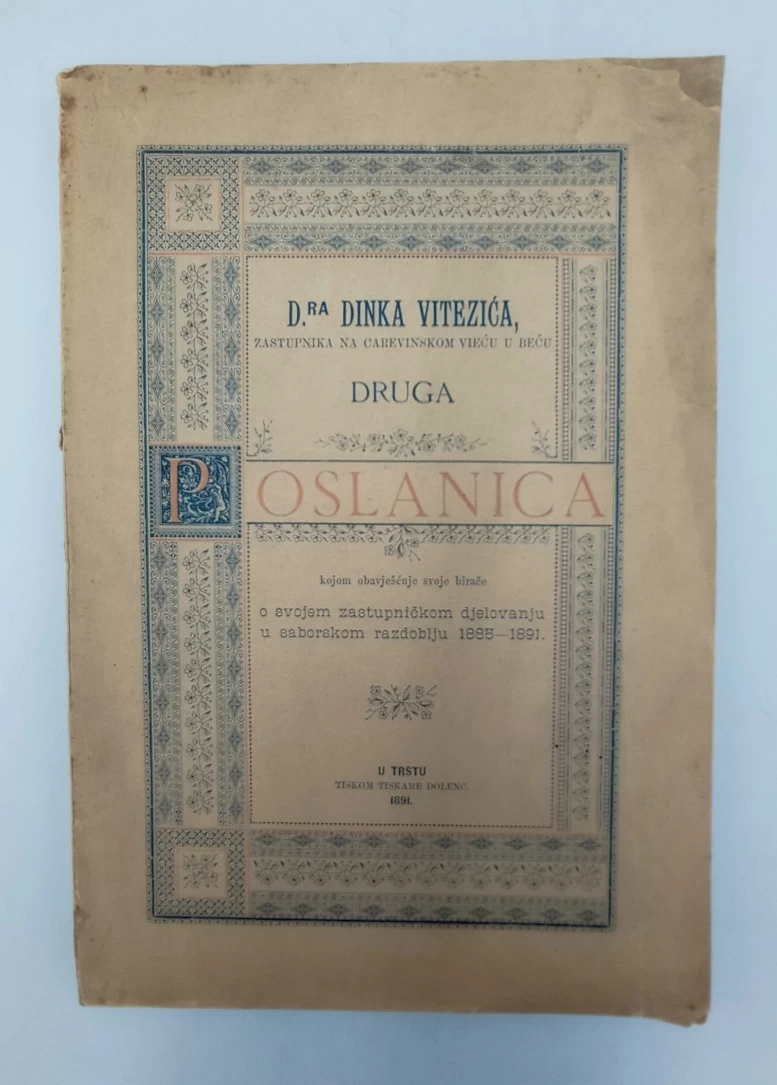 D.RA DINKA VITEZIĆA,
ZASTUPNIKA NA CAREVINSKOM VIEĆU U BEČU
DRUGA
POSLANICA
kojom obavješćuje svoje birače
o svojem zastupničkom djelovanju
u saborskom razdoblju 1885—1891.
U TRSTU
TISKOM TISKARE DOLENC.
1891.